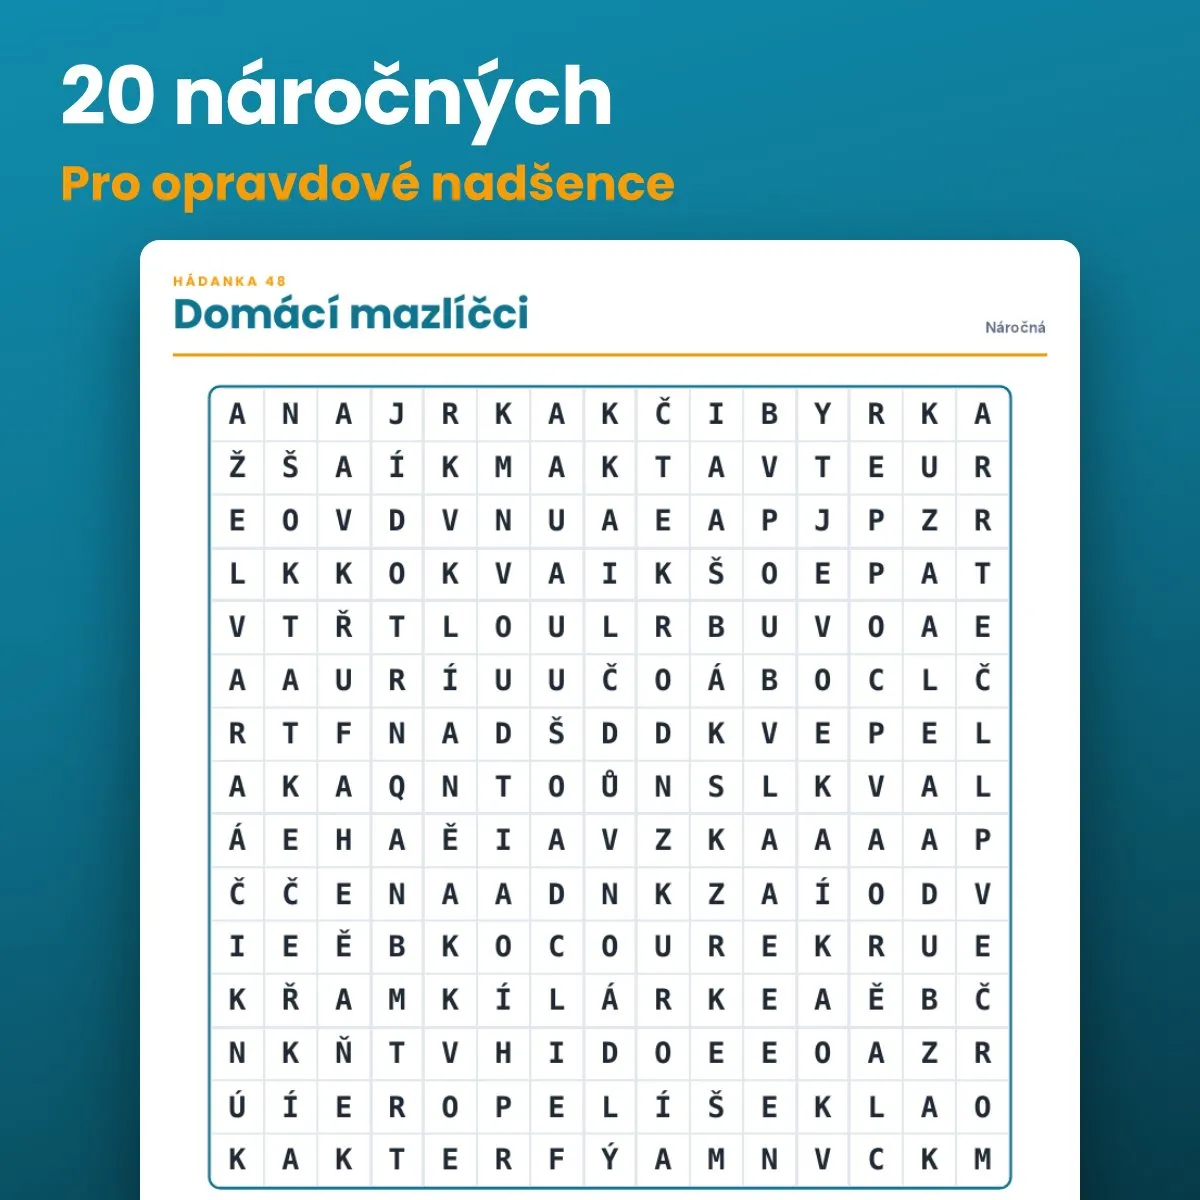 20 náročných
Pro opravdové nadšence
HÁDANKA 48
Domácí mazlíčci
Náročná
A N A J R K A K Č I B Y R K A
Ž Š A Í K M A K T A V T E U R
E O V D V N U A E A P J P Z R
L K K O K V A I K Š O E P A T
V T Ř T L O U L R B U V O A E
A A U R Í U U Č O Á B O C L Č
R T F N A D Š D D K V E P E L
A K A Q N T O Ů N S L K V A L
Á E H A Ě I A V Z K A A A A P
Č Č E N A A D N K Z A Í O D V
I E Ě B K O C O U R E K R U E
K Ř A M K Í L Á R K E A Ě B Č
N K Ň T V H I D O E E O A Z R
Ú Í E R O P E L Í Š E K L A O
K A K T E R F Ý A M N V C K M